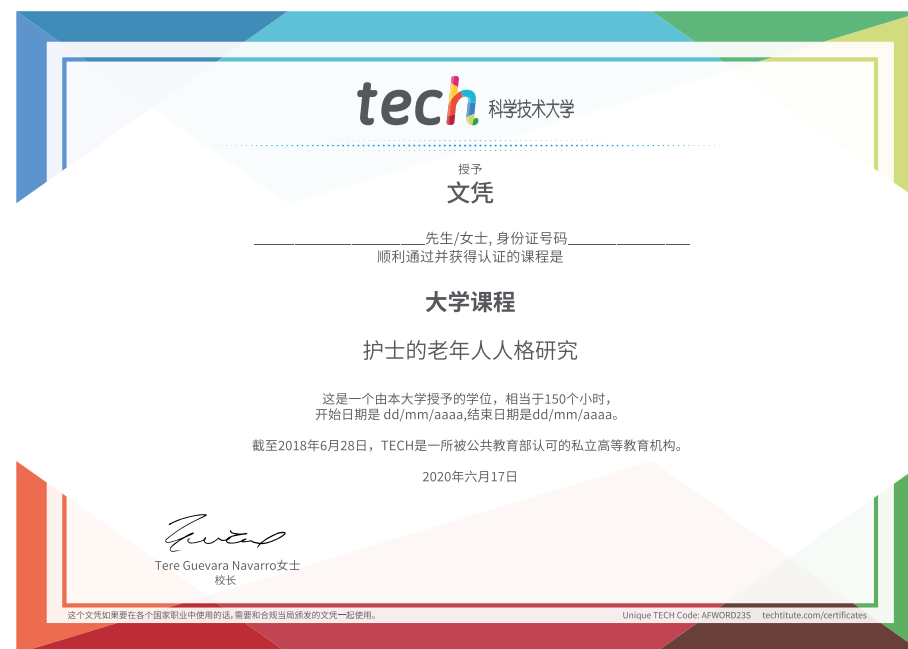 tech 科学技术大学
授予
文凭
先生/女士, 身份证号码
顺利通过并获得认证的课程是
大学课程
护士的老年人人格研究
这是一个由本大学授予的学位，相当于150个小时，
开始日期是 dd/mm/aaaa,结束日期是dd/mm/aaaa。
截至2018年6月28日，TECH是一所被公共教育部认可的私立高等教育机构。
2020年六月17日
Tere Guevara Navarro女士
校长
这个文凭如果要在各个国家职业中使用的话,需要和合规当局颁发的文凭一起使用。
Unique TECH Code: AFWORD23S techtitute.com/certificates